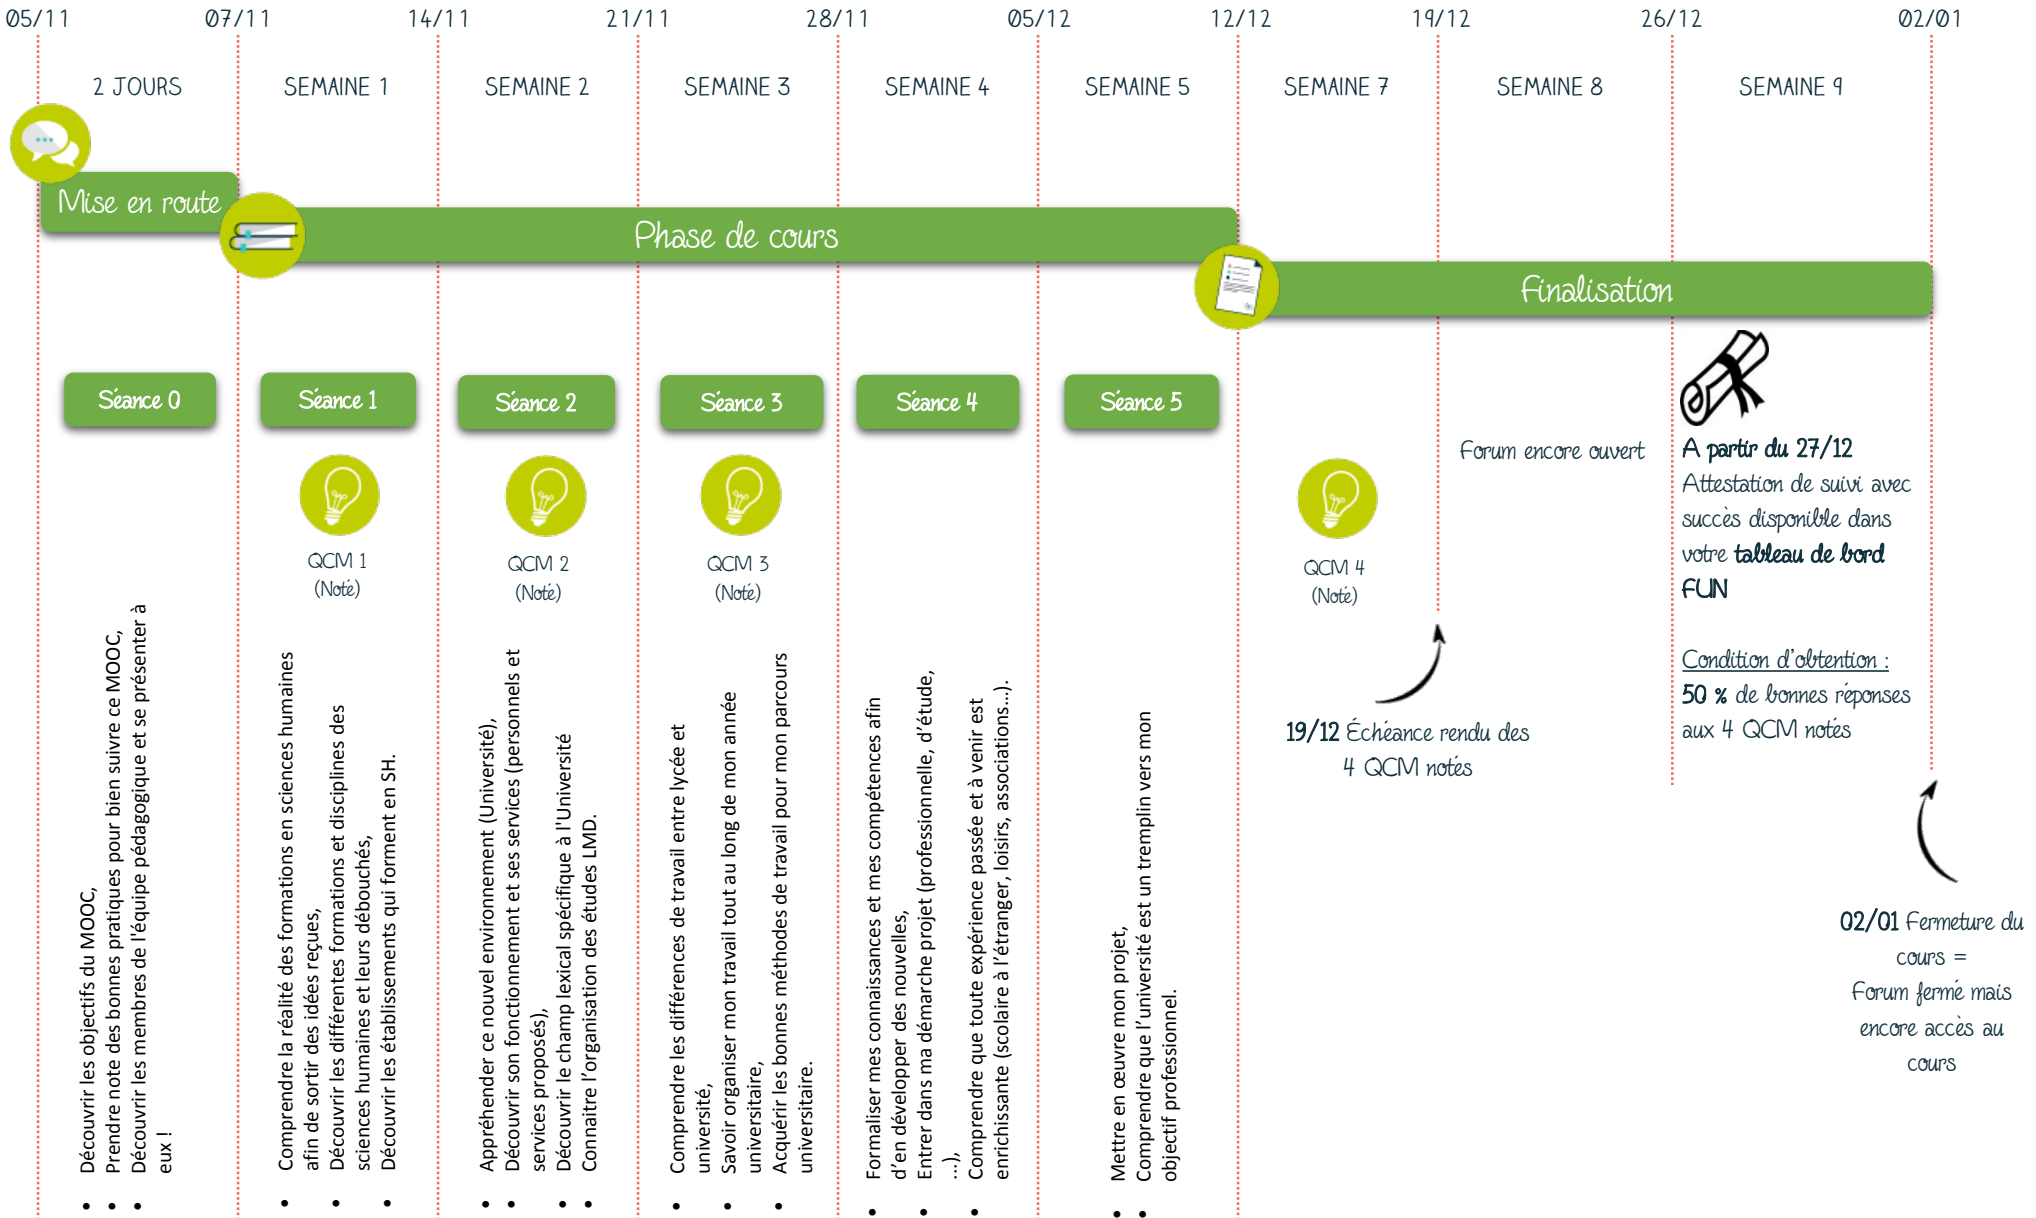 05/11 07/11 14/11 21/11 28/11 05/12 12/12 19/12 26/12 02/01
2 JOURS SEMAINE 1 SEMAINE 2 SEMAINE 3 SEMAINE 4 SEMAINE 5 SEMAINE 7 SEMAINE 8 SEMAINE 9
Mise en route
Phase de cours
Finalisation
Séance 0 Séance 1 Séance 2 Séance 3 Séance 4 Séance 5
QCM 1
(Noté)
QCM 2
(Noté)
QCM 3
(Noté)
QCM 4
(Noté)
Forum encore ouvert
A partir du 27/12
Attestation de suivi avec
succès disponible dans
votre tableau de bord
FUN
Condition d'obtention :
50 % de bonnes réponses
aux 4 QCM notés
19/12 Échéance rendu des
4 QCM notés
02/01 Fermeture du
cours =
Forum fermé mais
encore accès au
cours
• Découvrir les objectifs du MOOC,
• Prendre note des bonnes pratiques pour bien suivre ce MOOC,
• Découvrir les membres de l'équipe pédagogique et se présenter à
eux !
• Comprendre la réalité des formations en sciences humaines
afin de sortir des idées reçues,
• Découvrir les différentes formations et disciplines des
sciences humaines et leurs débouchés,
• Découvrir les établissements qui forment en SH.
• Appréhender ce nouvel environnement (Université),
• Découvrir son fonctionnement et ses services (personnels et
services proposés),
• Découvrir le champ lexical spécifique à l'Université
• Connaitre l'organisation des études LMD.
• Comprendre les différences de travail entre lycée et
université,
• Savoir organiser mon travail tout au long de mon année
universitaire,
• Acquérir les bonnes méthodes de travail pour mon parcours
universitaire.
• Formaliser mes connaissances et mes compétences afin
d'en développer des nouvelles,
• Entrer dans ma démarche projet (professionnelle, d'étude,
...),
• Comprendre que toute expérience passée et à venir est
enrichissante (scolaire à l'étranger, loisirs, associations...).
• Mettre en œuvre mon projet,
• Comprendre que l'université est un tremplin vers mon
objectif professionnel.